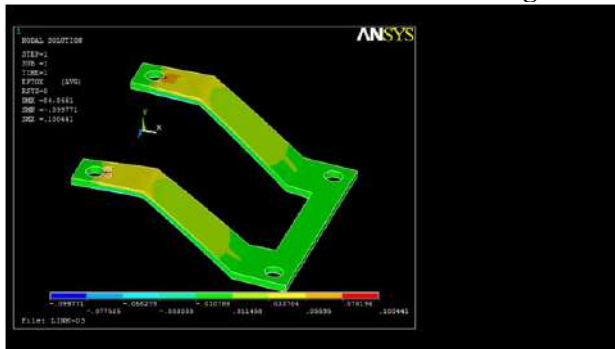 1
NODAL SOLUTION
STEP=1
SUB =1
TIME=1
EPTOX (AVG)
RSYS=0
DMX =84.8661
SMN =-.099771
SMX =.100441
ANSYS
Y
X
-.099771 -.055279 -.010788 .033704 .078196
-.077525 -.033033 .011458 .05595 .100441
File: LINK-03